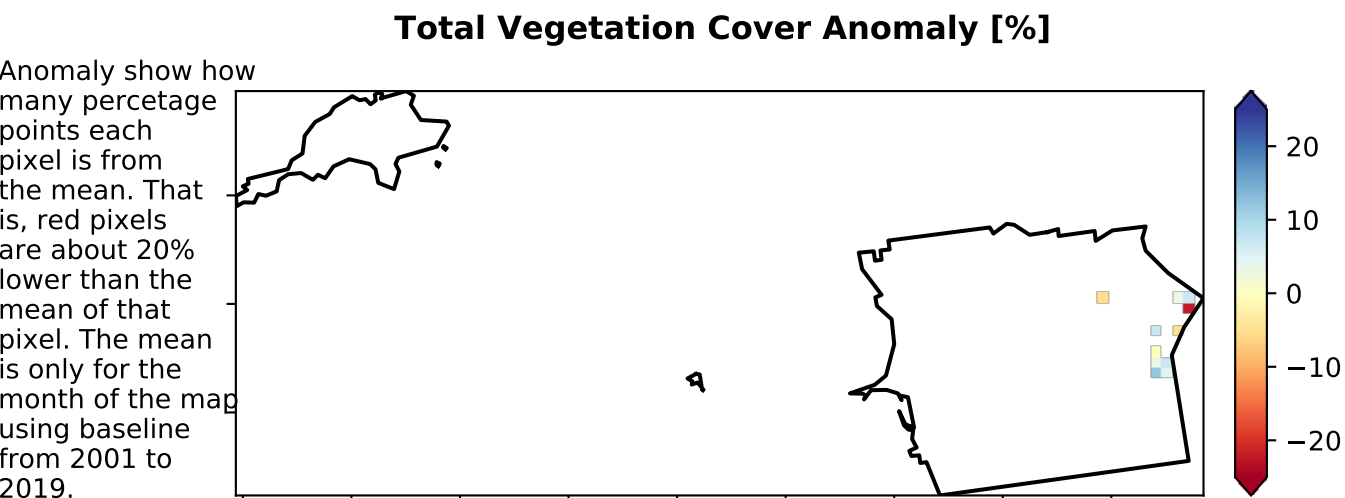 Total Vegetation Cover Anomaly [%]
Anomaly show how
many percetage
points each
pixel is from
the mean. That
is, red pixels
are about 20%
lower than the
mean of that
pixel. The mean
is only for the
month of the map
using baseline
from 2001 to
2019.
20
10
0
−10
−20